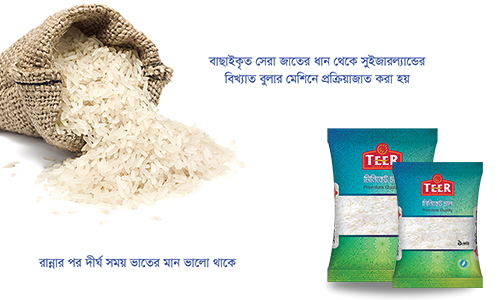 বাছাইকৃত সেরা জাতের ধান থেকে সুইজারল্যান্ডের
বিখ্যাত বুলার মেশিনে প্রক্রিয়াজাত করা হয়
TEER
মিনিকেট চাল
Premium Quality
TEER
মিনিকেট চাল
Premium Quality
রান্নার পর দীর্ঘ সময় ভাতের মান ভালো থাকে